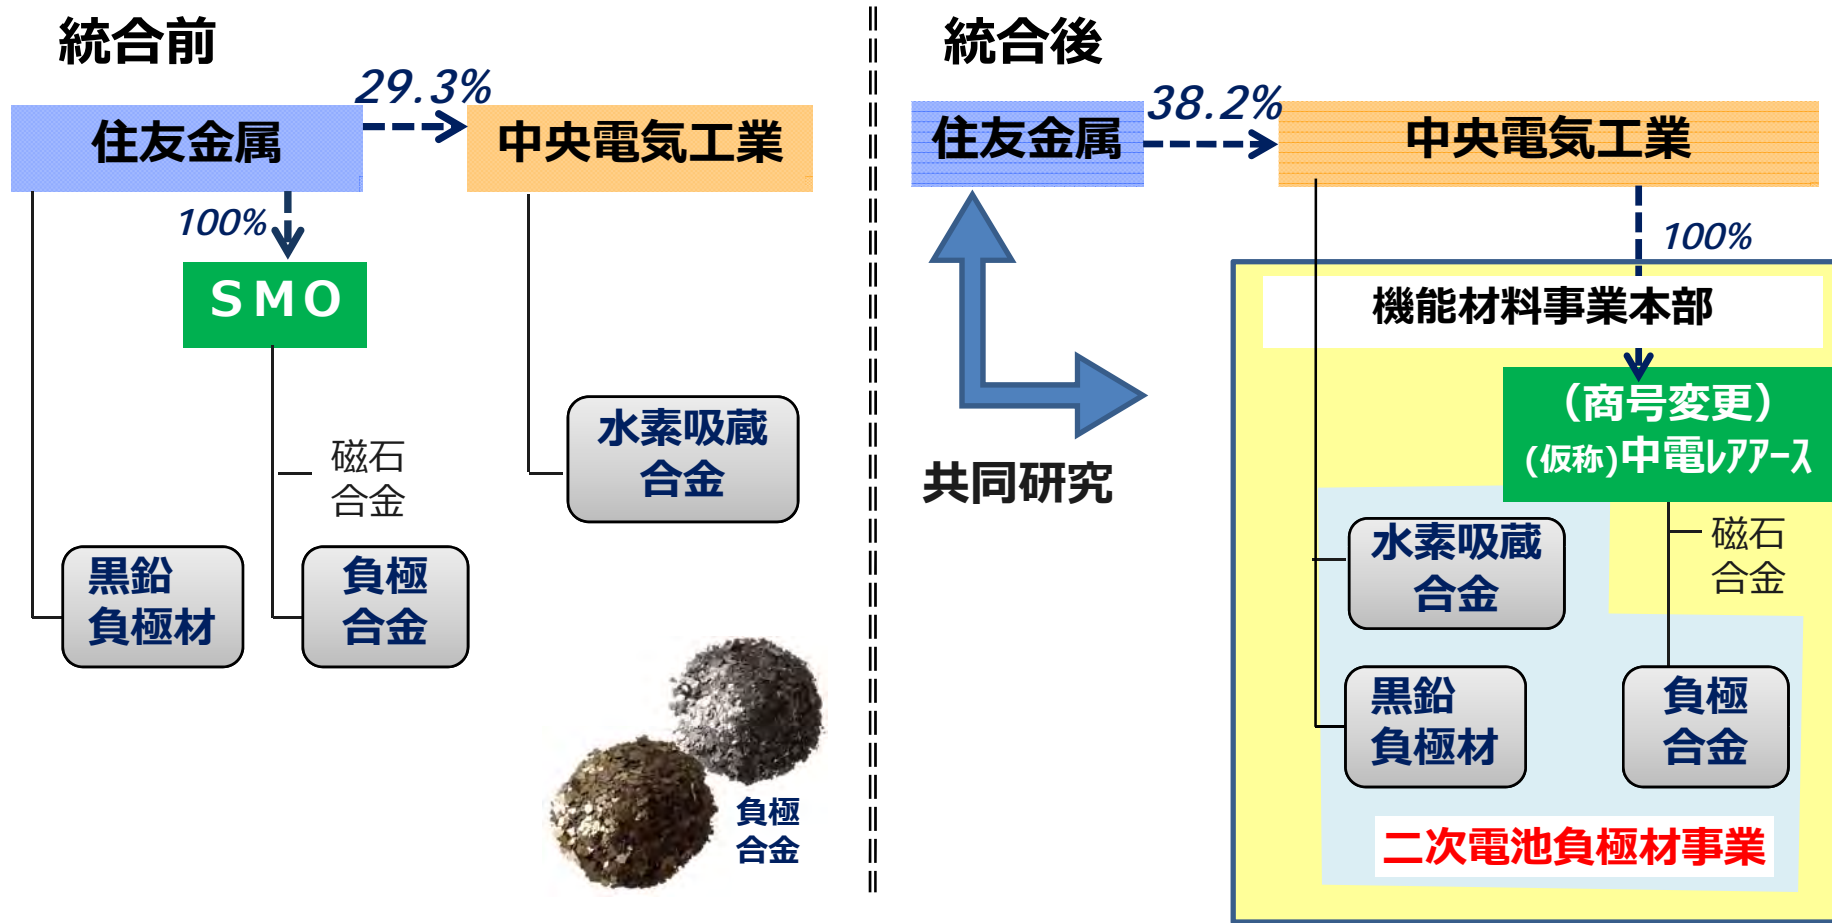 統合前
29.3%
住友金属
中央電気工業
100%
ＳＭＯ
磁石
合金
水素吸蔵
合金
黒鉛
負極材
負極
合金
負極
合金
統合後
38.2%
住友金属
中央電気工業
100%
機能材料事業本部
（商号変更）
(仮称)中電ﾚｱｱｰｽ
共同研究
磁石
合金
水素吸蔵
合金
黒鉛
負極材
負極
合金
二次電池負極材事業